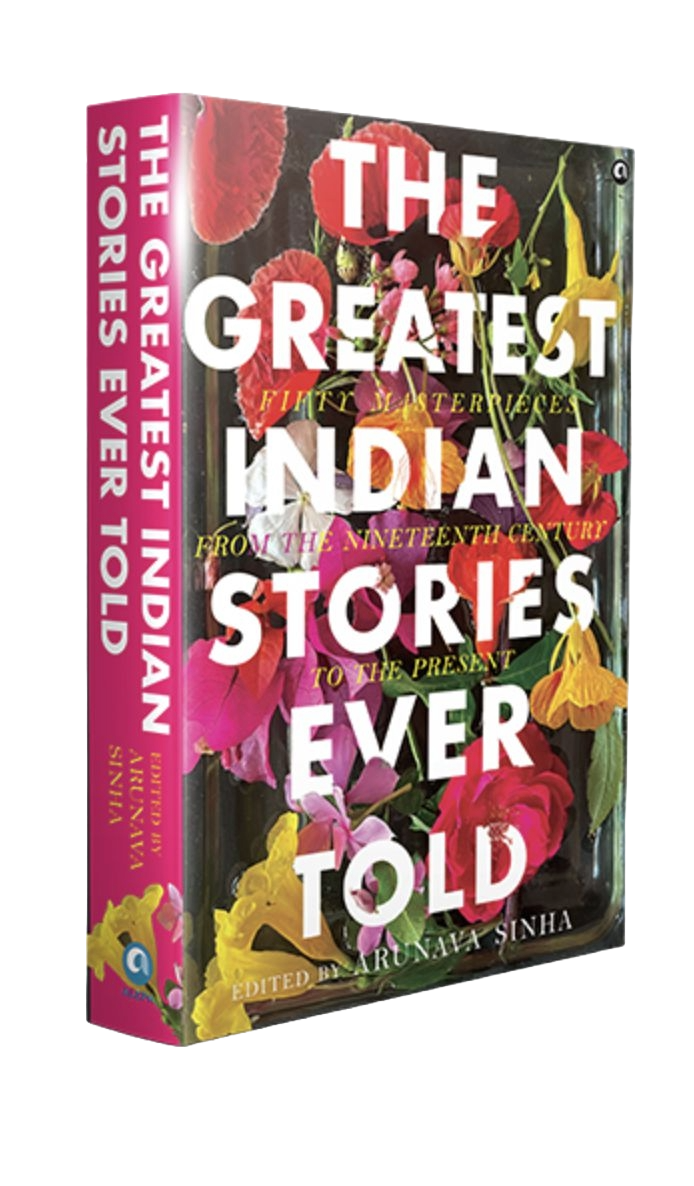 THE GREATEST INDIAN
STORIES EVER TOLD
EDITED BY
ARUNAVA
SINHA
THE
GREATEST
FIFTY MASTERPIECES
INDIAN
FROM THE NINETEENTH CENTURY
STORIES
TO THE PRESENT
EVER
TOLD
EDITED BY ARUNAVA SINHA